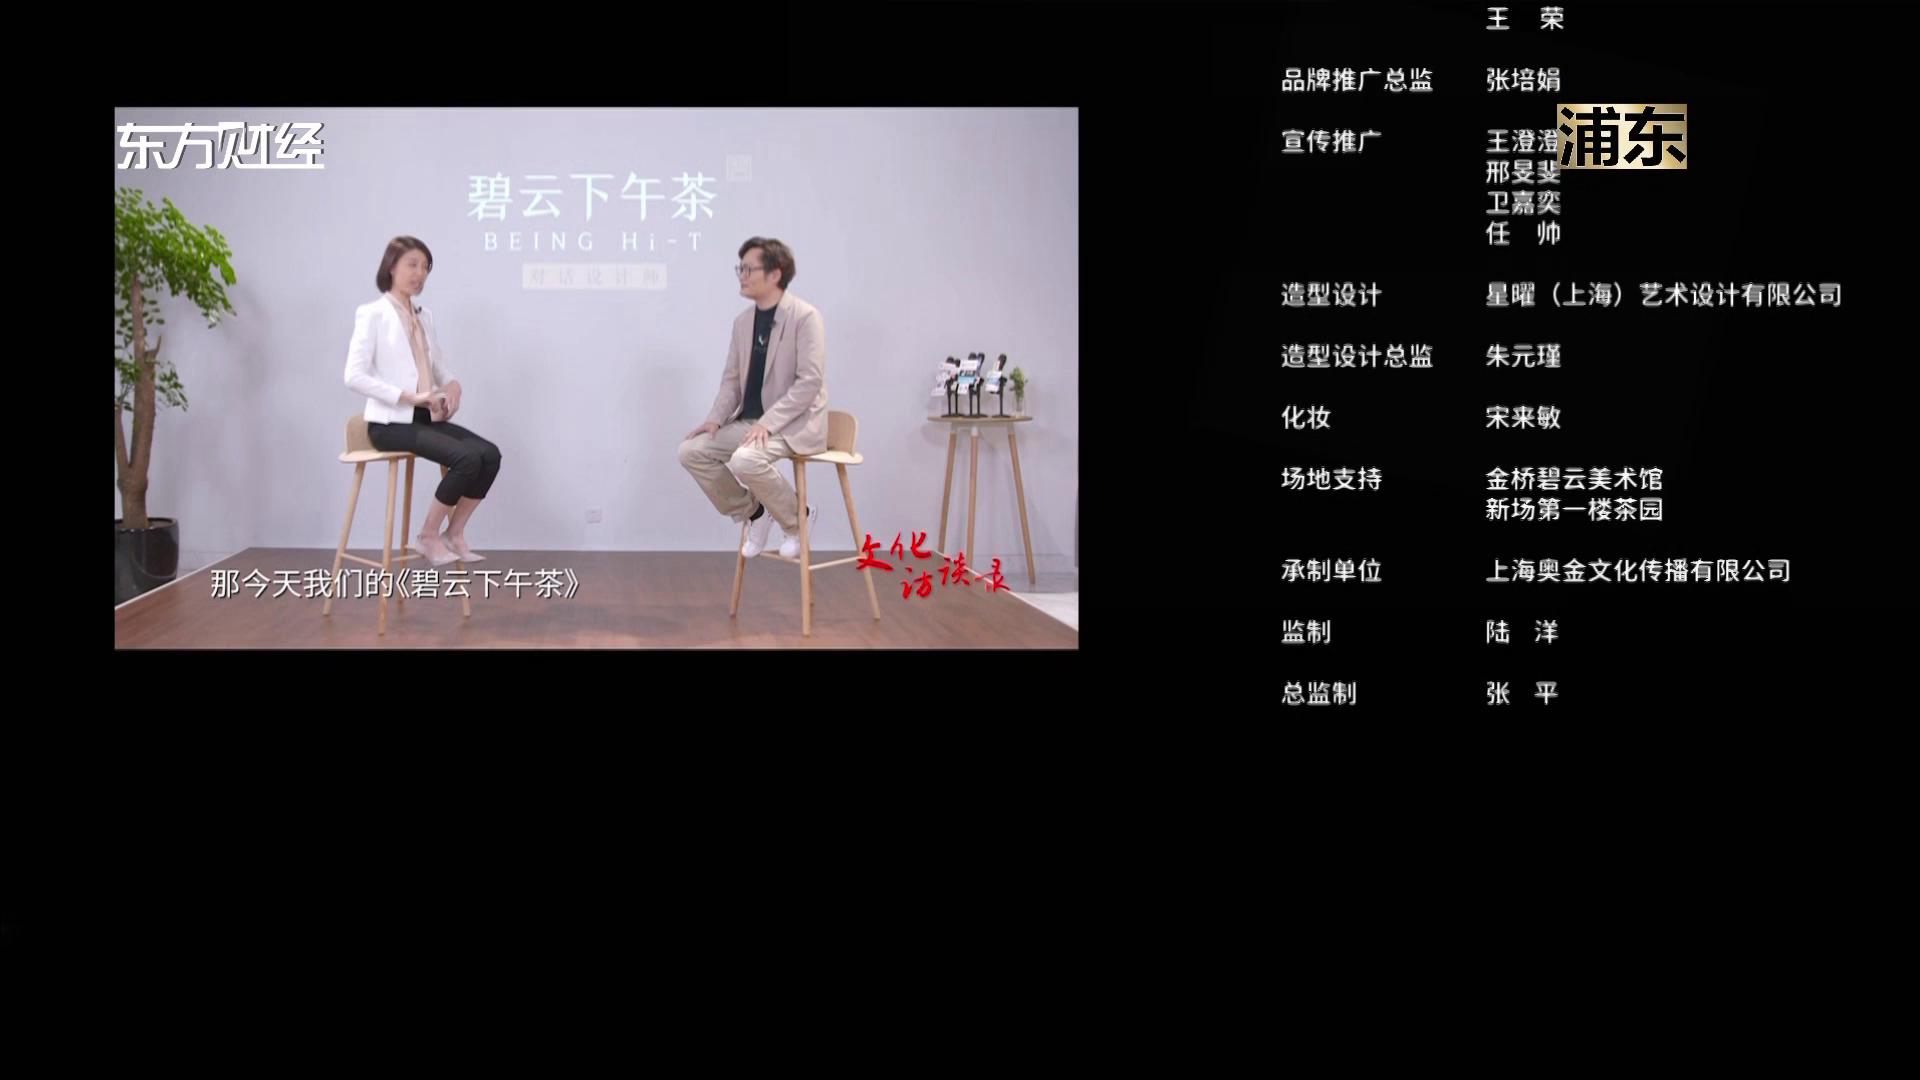 东方财经
碧云下午茶
BEING Hi-T
对话设计师
文化
访谈录
那今天我们的《碧云下午茶》
浦东
王 荣
品牌推广总监 张培娟
宣传推广 王澄澄
邢旻斐
卫嘉奕
任 帅
造型设计 星曜（上海）艺术设计有限公司
造型设计总监 朱元瑾
化妆 宋来敏
场地支持 金桥碧云美术馆
新场第一楼茶园
承制单位 上海奥金文化传播有限公司
监制 陆 洋
总监制 张 平